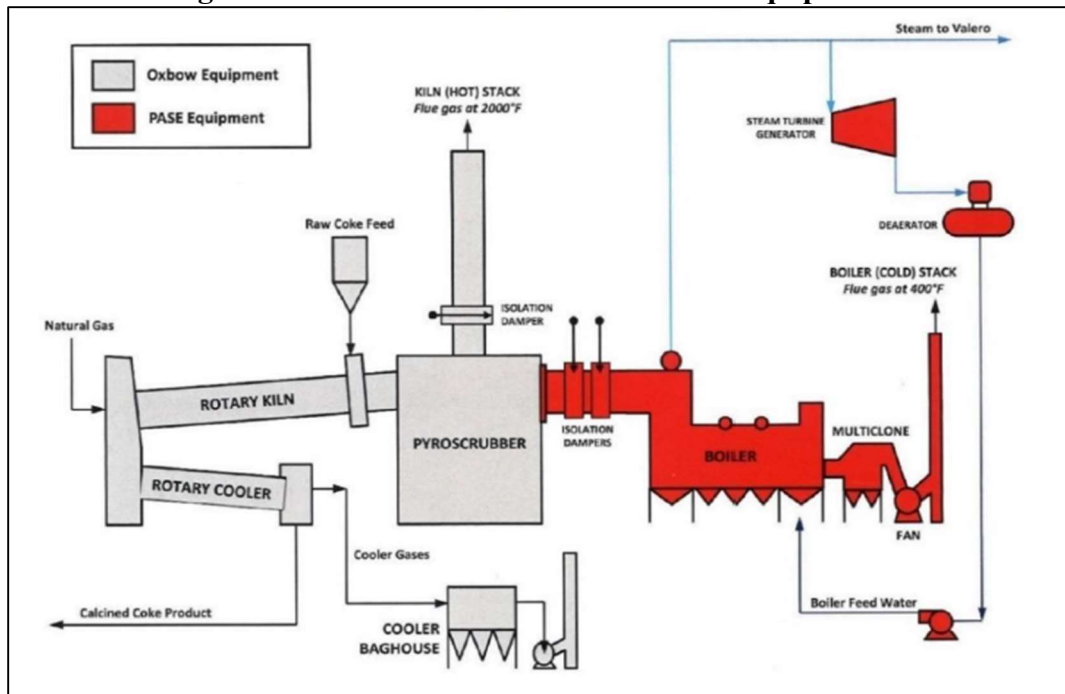 Oxbow Equipment
PASE Equipment
KILN (HOT) STACK
Flue gas at 2000°F
Steam to Valero
STEAM TURBINE
GENERATOR
DEAERATOR
Raw Coke Feed
BOILER (COLD) STACK
Flue gas at 400°F
ISOLATION
DAMPER
Natural Gas
ROTARY KILN
PYROSCRUBBER
ISOLATION
DAMPERS
BOILER
MULTICLONE
ROTARY COOLER
FAN
Cooler Gases
Calcined Coke Product
COOLER
BAGHOUSE
Boiler Feed Water